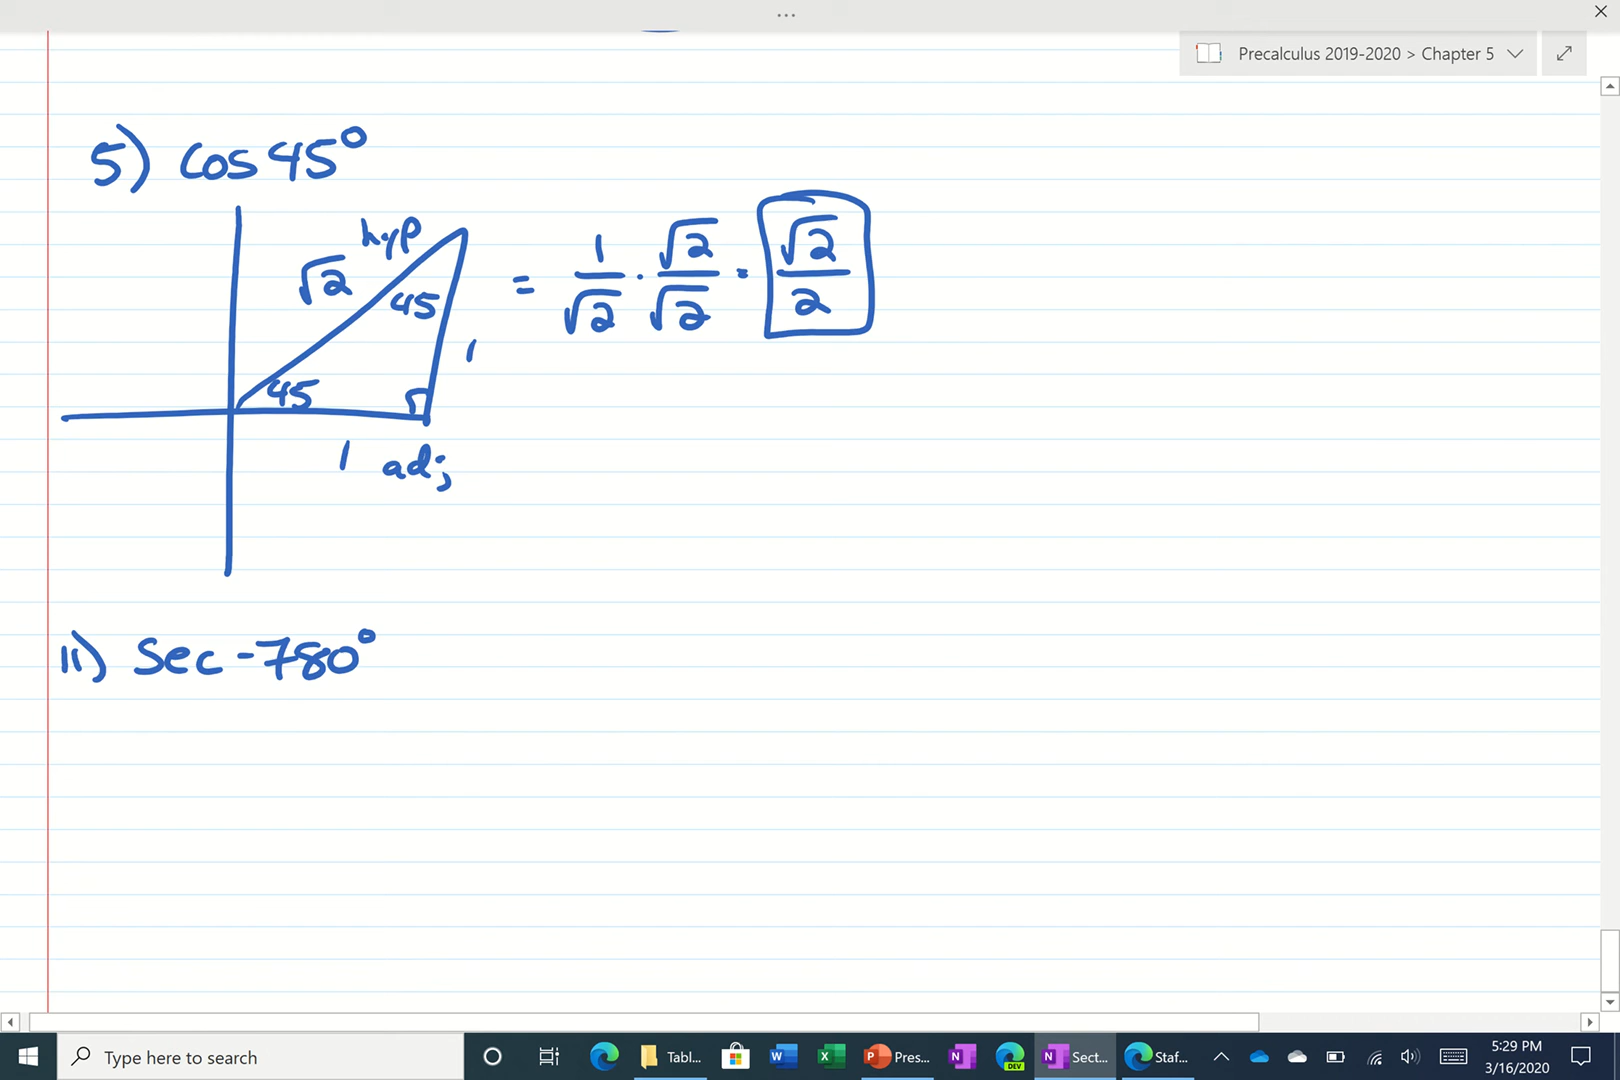 ...
Precalculus 2019-2020 > Chapter 5
5) cos 45°
hyp
√2
45
= 1/√2 · √2/√2 = √2/2
1
45
1 adj
11) Sec -780°
Type here to search
Tabl...
Pres...
DEV
Sect...
Staf...
5:29 PM
3/16/2020